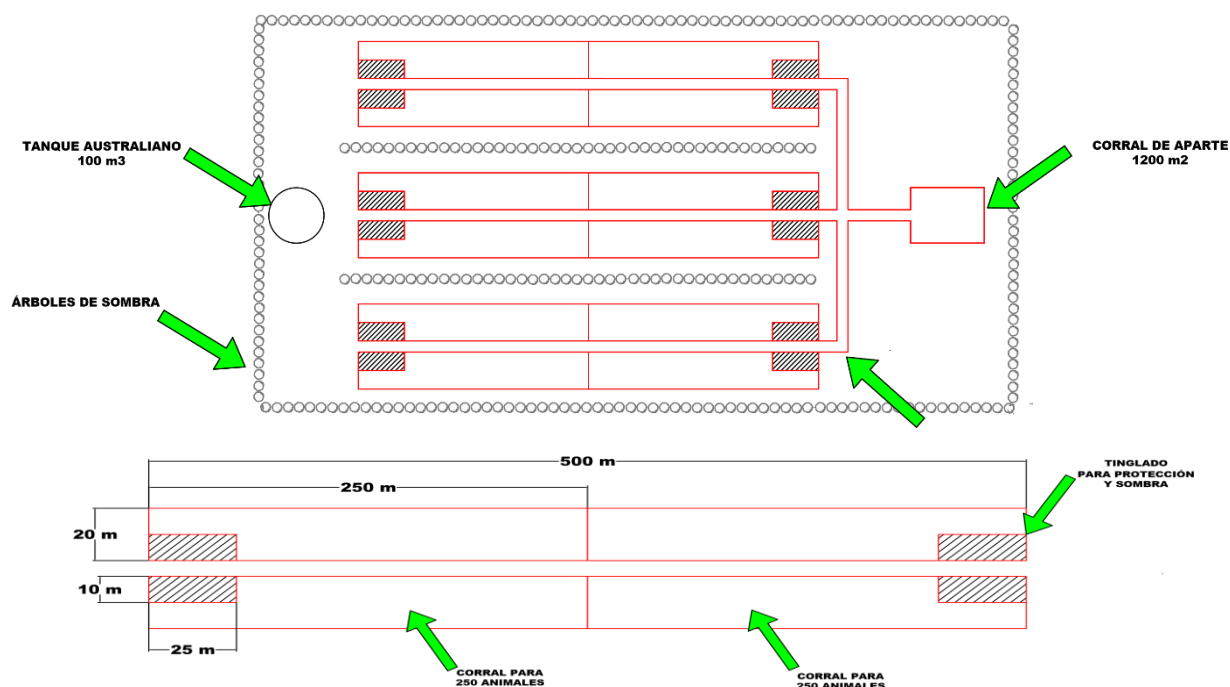 TANQUE AUSTRALIANO
100 m3
CORRAL DE APARTE
1200 m2
ÁRBOLES DE SOMBRA
500 m
250 m
20 m
10 m
25 m
TINGLADO
PARA PROTECCIÓN
Y SOMBRA
CORRAL PARA
250 ANIMALES
CORRAL PARA
250 ANIMALES